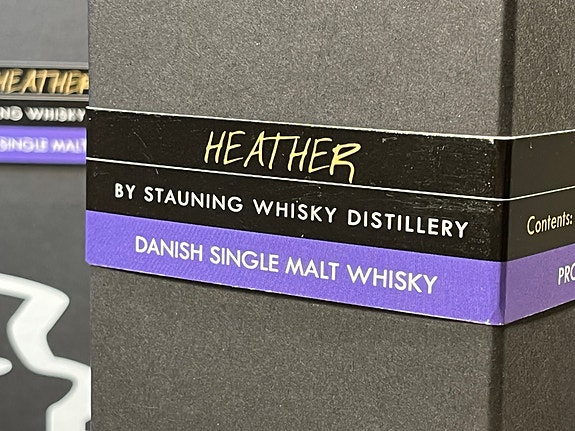 HEATHER
BY STAUNING WHISKY DISTILLERY
DANISH SINGLE MALT WHISKY
Contents:
HEATHER
WHISKY
SINGLE MALT